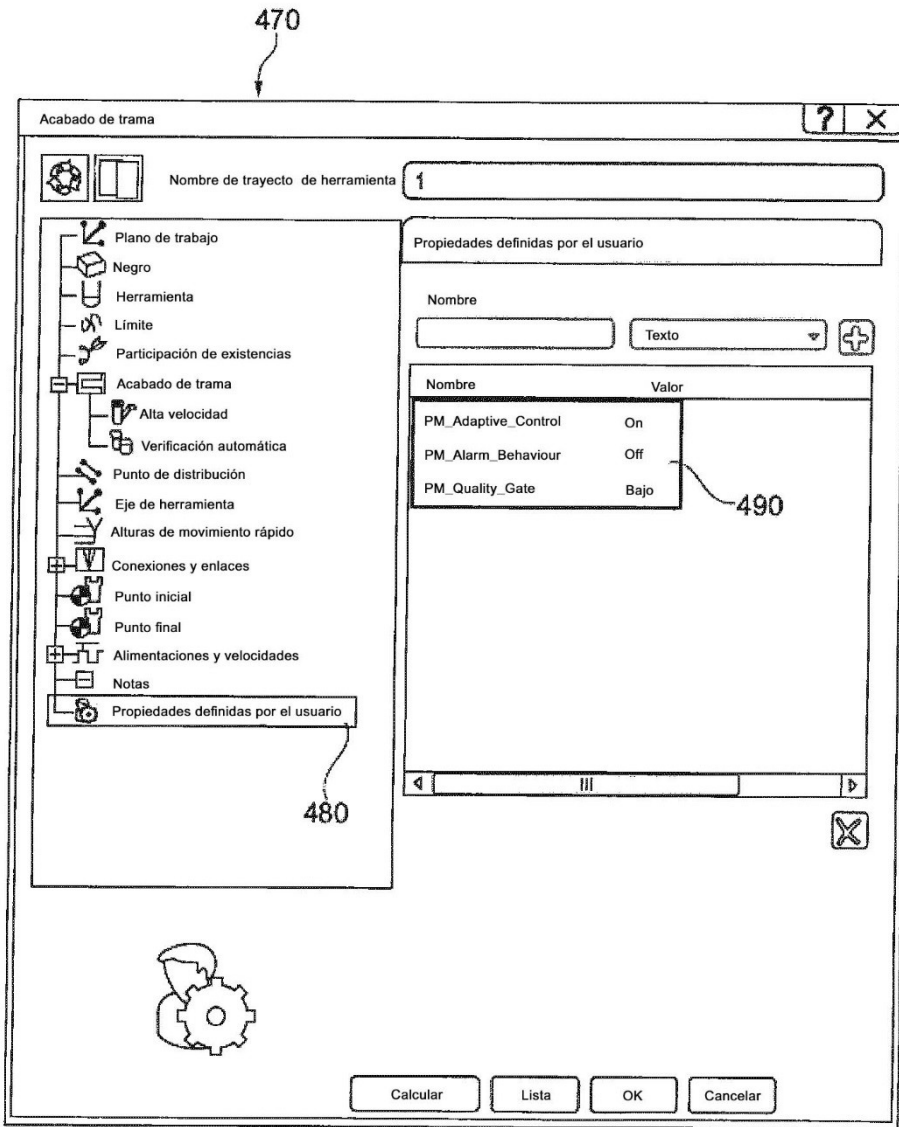 470
Acabado de trama
?
Nombre de trayecto de herramienta
1
Plano de trabajo
Negro
Herramienta
Límite
Participación de existencias
Acabado de trama
Alta velocidad
Verificación automática
Punto de distribución
Eje de herramienta
Alturas de movimiento rápido
Conexiones y enlaces
Punto inicial
Punto final
Alimentaciones y velocidades
Notas
Propiedades definidas por el usuario
480
Propiedades definidas por el usuario
Nombre
Texto
Nombre Valor
PM_Adaptive_Control On
PM_Alarm_Behaviour Off
PM_Quality_Gate Bajo
490
Calcular Lista OK Cancelar